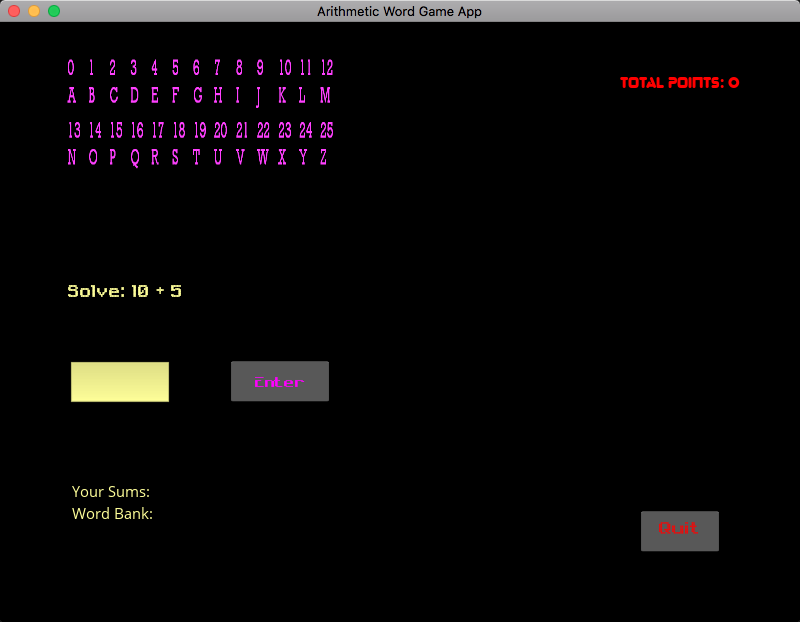 Arithmetic Word Game App
0 1 2 3 4 5 6 7 8 9 10 11 12
A B C D E F G H I J K L M
13 14 15 16 17 18 19 20 21 22 23 24 25
N O P Q R S T U V W X Y Z
TOTAL POINTS: 0
Solve: 10 + 5
Enter
Your Sums:
Word Bank:
Quit